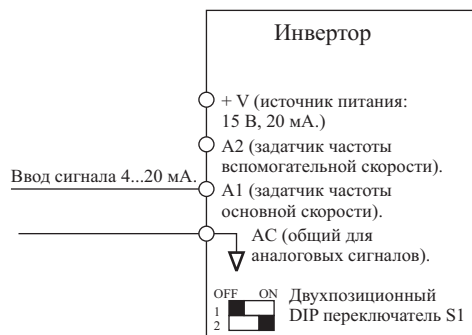 Инвертор
+ V (источник питания:
15 В, 20 мА.)
A2 (задатчик частоты
вспомогательной скорости).
Ввод сигнала 4...20 мА.
A1 (задатчик частоты
основной скорости).
AC (общий для
аналоговых сигналов).
OFF ON
1
2
Двухпозиционный
DIP переключатель S1